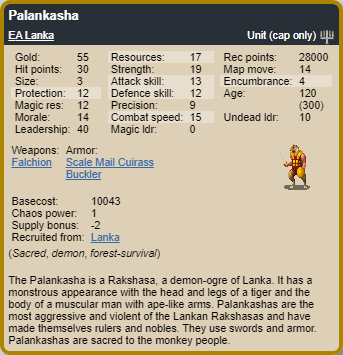 Palankasha
EA Lanka Unit (cap only)
Gold: 55 Resources: 17 Rec points: 28000
Hit points: 30 Strength: 19 Map move: 14
Size: 3 Attack skill: 13 Encumbrance: 4
Protection: 12 Defence skill: 12 Age: 120
Magic res: 12 Precision: 9 (300)
Morale: 14 Combat speed: 15 Undead ldr: 10
Leadership: 40 Magic ldr: 0
Weapons: Armor:
Falchion Scale Mail Cuirass
Buckler
Basecost: 10043
Chaos power: 1
Supply bonus: -2
Recruited from: Lanka
(Sacred, demon, forest-survival)
The Palankasha is a Rakshasa, a demon-ogre of Lanka. It has a
monstrous appearance with the head and legs of a tiger and the
body of a muscular man with ape-like arms. Palankashas are the
most aggressive and violent of the Lankan Rakshasas and have
made themselves rulers and nobles. They use swords and armor.
Palankashas are sacred to the monkey people.